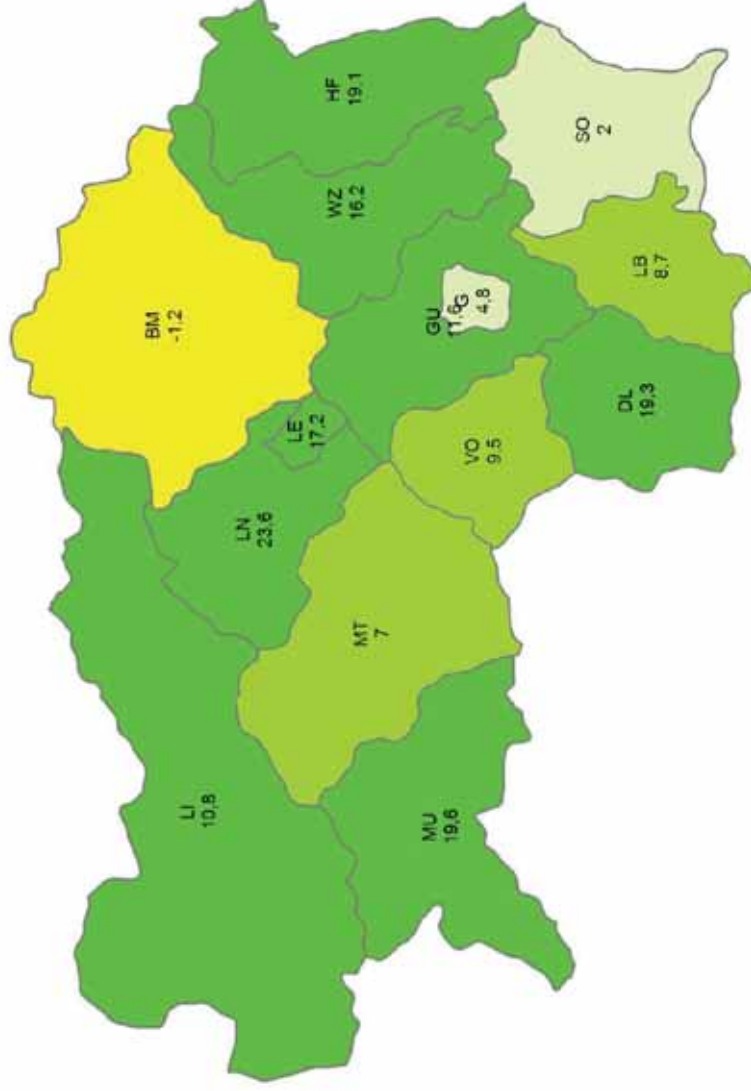 BM
-1,2
LI
10,8
LN
23,6
LE
17,2
HF
19,1
WZ
16,2
MT
7
MU
19,6
GU
11,6
G
4,8
VO
9,5
SO
2
DL
19,3
LB
8,7